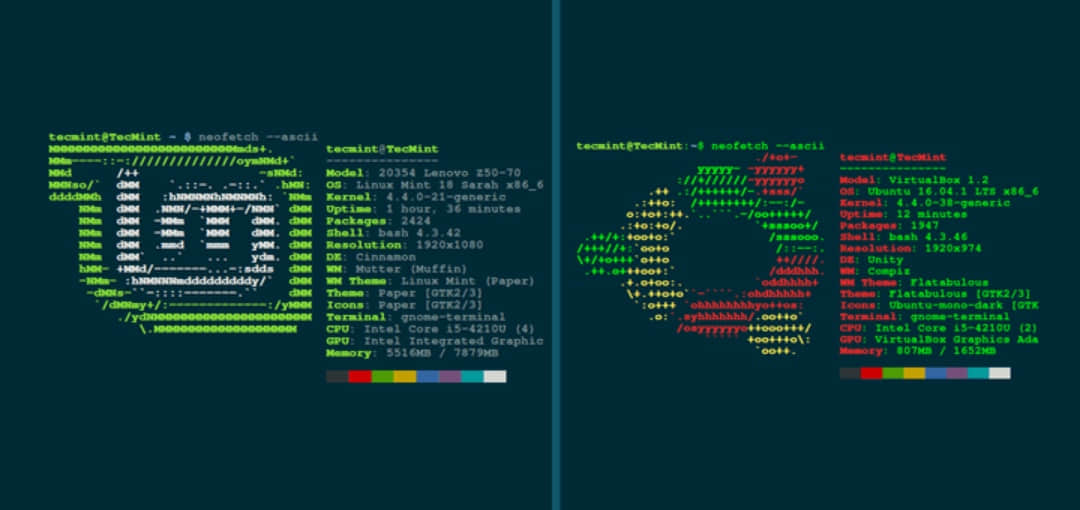 tecmint@TecMint ~ $ neofetch --ascii
tecmint@TecMint
---------------
Model: 20354 Lenovo Z50-70
OS: Linux Mint 18 Sarah x86_6
Kernel: 4.4.0-21-generic
Uptime: 1 hour, 36 minutes
Packages: 2424
Shell: bash 4.3.42
Resolution: 1920x1080
DE: Cinnamon
WM: Mutter (Muffin)
WM Theme: Linux Mint (Paper)
Theme: Paper [GTK2/3]
Icons: Paper [GTK2/3]
Terminal: gnome-terminal
CPU: Intel Core i5-4210U (4)
GPU: Intel Integrated Graphic
Memory: 5516MB / 7879MB
tecmint@TecMint:~$ neofetch --ascii
tecmint@TecMint
---------------
Model: VirtualBox 1.2
OS: Ubuntu 16.04.1 LTS x86_6
Kernel: 4.4.0-38-generic
Uptime: 12 minutes
Packages: 1947
Shell: bash 4.3.46
Resolution: 1920x974
DE: Unity
WM: Compiz
WM Theme: Flatabulous
Theme: Flatabulous [GTK2/3]
Icons: Ubuntu-mono-dark [GTK
Terminal: gnome-terminal
CPU: Intel Core i5-4210U (2)
GPU: VirtualBox Graphics Ada
Memory: 807MB / 1652MB